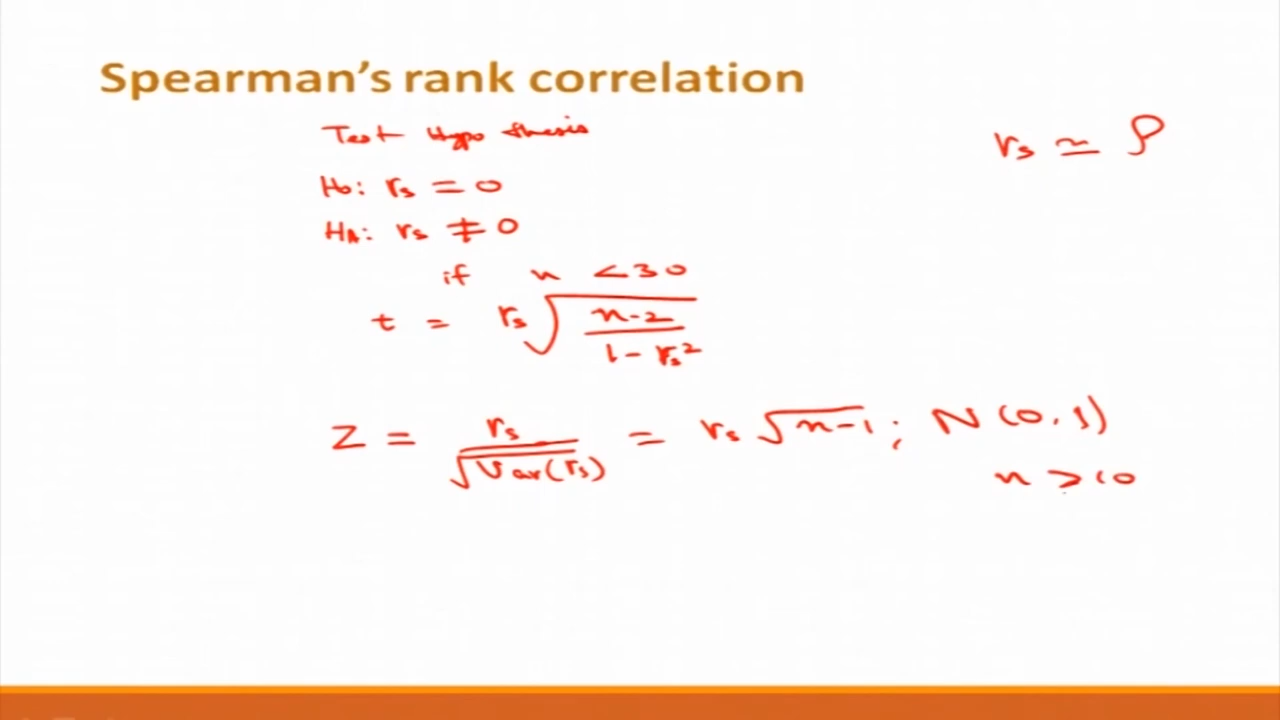 Spearman's rank correlation
Test Hypothesis
rs ≃ ρ
H0: rs = 0
HA: rs ≠ 0
if n < 30
t = rs √((n-2)/(1-rs²))
Z = rs/√Var(rs) = rs √(n-1) ; N(0,1)
n > 10